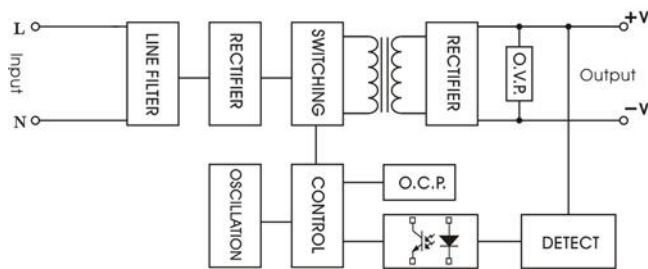 L
Input
N
LINE FILTER
RECTIFIER
SWITCHING
RECTIFIER
O.V.P.
+V
Output
-V
OSCILLATION
CONTROL
O.C.P.
DETECT